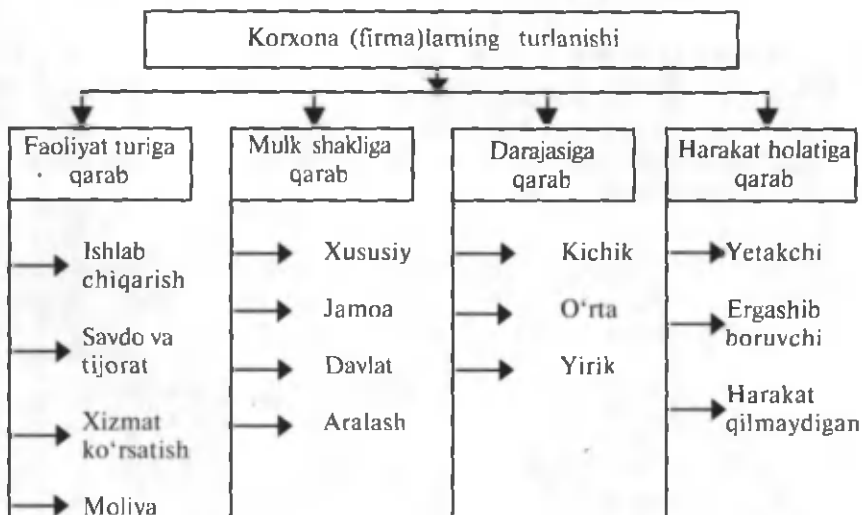 Korxona (firma)larning turlanishi
Faoliyat turiga
qarab
Ishlab
chiqarish
Savdo va
tijorat
Xizmat
ko‘rsatish
Moliya
Mulk shakliga
qarab
Xususiy
Jamoa
Davlat
Aralash
Darajasiga
qarab
Kichik
O‘rta
Yirik
Harakat holatiga
qarab
Yetakchi
Ergashib
boruvchi
Harakat
qilmaydigan